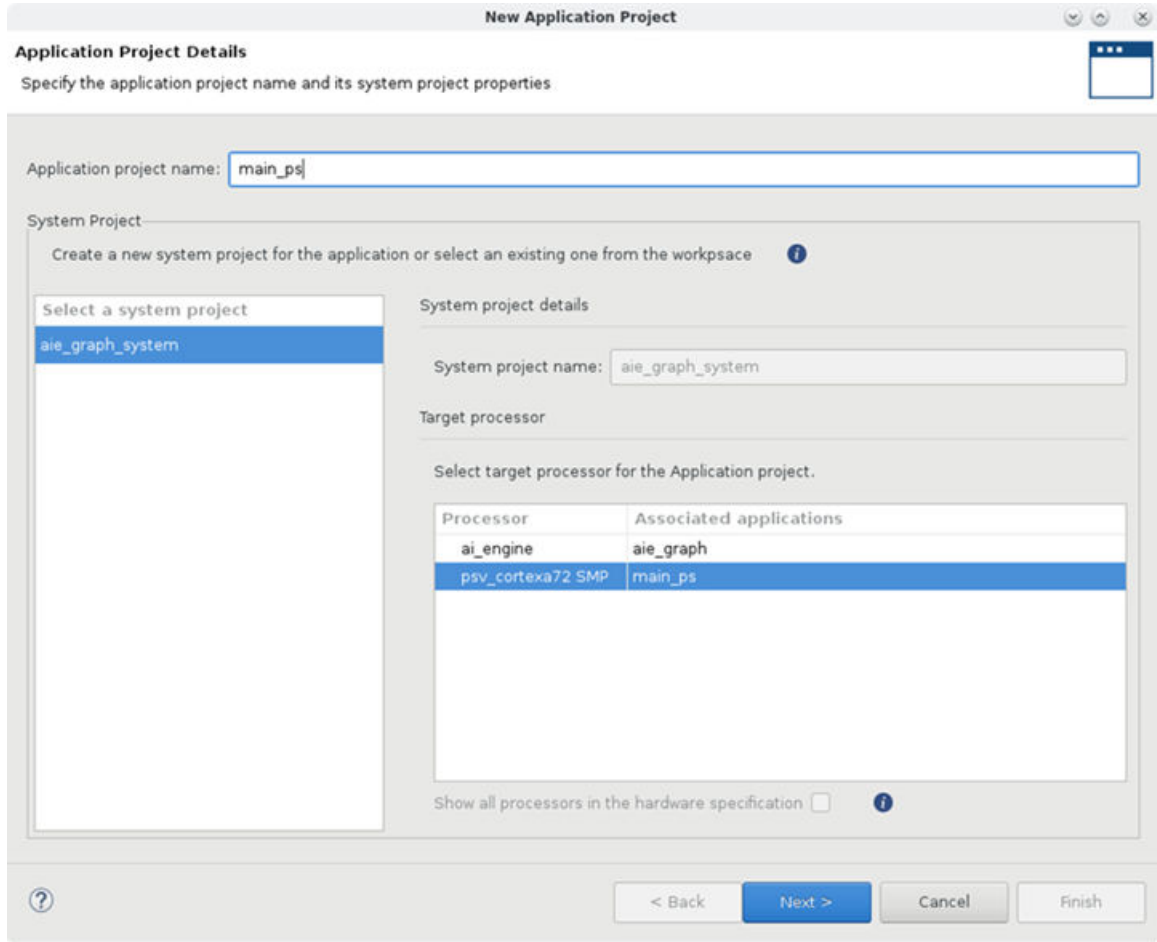 New Application Project
Application Project Details
Specify the application project name and its system project properties
Application project name: main_ps
System Project
Create a new system project for the application or select an existing one from the workpsace
Select a system project
aie_graph_system
System project details
System project name: aie_graph_system
Target processor
Select target processor for the Application project.
Processor Associated applications
ai_engine aie_graph
psv_cortexa72 SMP main_ps
Show all processors in the hardware specification
< Back Next > Cancel Finish